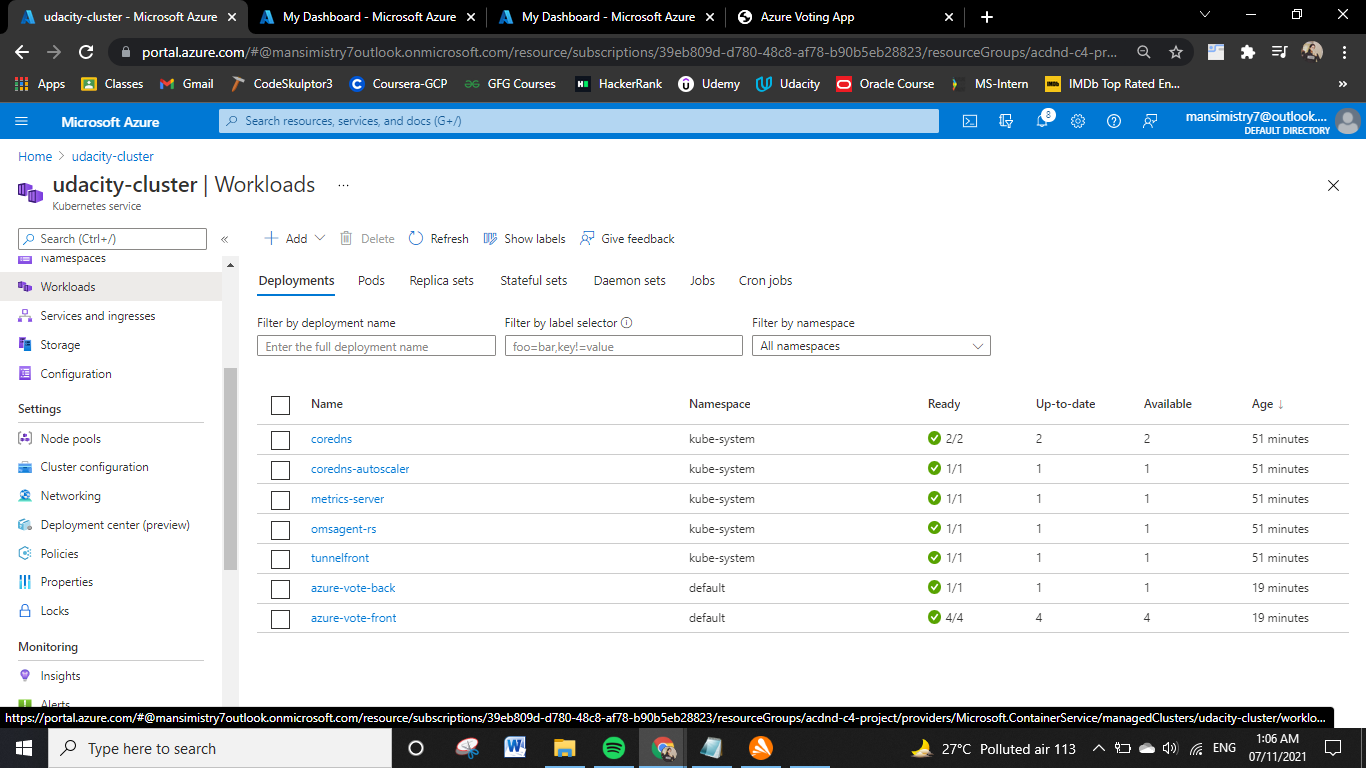 udacity-cluster - Microsoft Azure
My Dashboard - Microsoft Azure
My Dashboard - Microsoft Azure
Azure Voting App
portal.azure.com/#@mansimistry7outlook.onmicrosoft.com/resource/subscriptions/39eb809d-d780-48c8-af78-b90b5eb28823/resourceGroups/acdnd-c4-pr...
Apps Classes Gmail CodeSkulptor3 Coursera-GCP GFG Courses HackerRank Udemy Udacity Oracle Course MS-Intern IMDb Top Rated En... »
Microsoft Azure
Search resources, services, and docs (G+/)
8
mansimistry7@outlook....
DEFAULT DIRECTORY
Home > udacity-cluster
udacity-cluster | Workloads ...
Kubernetes service
Search (Ctrl+/) «
Namespaces
Workloads
Services and ingresses
Storage
Configuration
Settings
Node pools
Cluster configuration
Networking
Deployment center (preview)
Policies
Properties
Locks
Monitoring
Insights
Alerts
Add Delete Refresh Show labels Give feedback
Deployments Pods Replica sets Stateful sets Daemon sets Jobs Cron jobs
Filter by deployment name Filter by label selector Filter by namespace
Enter the full deployment name foo=bar,key!=value All namespaces
Name Namespace Ready Up-to-date Available Age ↓
coredns kube-system 2/2 2 2 51 minutes
coredns-autoscaler kube-system 1/1 1 1 51 minutes
metrics-server kube-system 1/1 1 1 51 minutes
omsagent-rs kube-system 1/1 1 1 51 minutes
tunnelfront kube-system 1/1 1 1 51 minutes
azure-vote-back default 1/1 1 1 19 minutes
azure-vote-front default 4/4 4 4 19 minutes
https://portal.azure.com/#@mansimistry7outlook.onmicrosoft.com/resource/subscriptions/39eb809d-d780-48c8-af78-b90b5eb28823/resourceGroups/acdnd-c4-project/providers/Microsoft.ContainerService/managedClusters/udacity-cluster/worklo...
Type here to search
27°C Polluted air 113
ENG
1:06 AM
07/11/2021